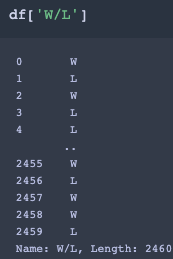 df['W/L']
0 W
1 L
2 W
3 L
4 L
..
2455 W
2456 L
2457 W
2458 W
2459 L
Name: W/L, Length: 2460